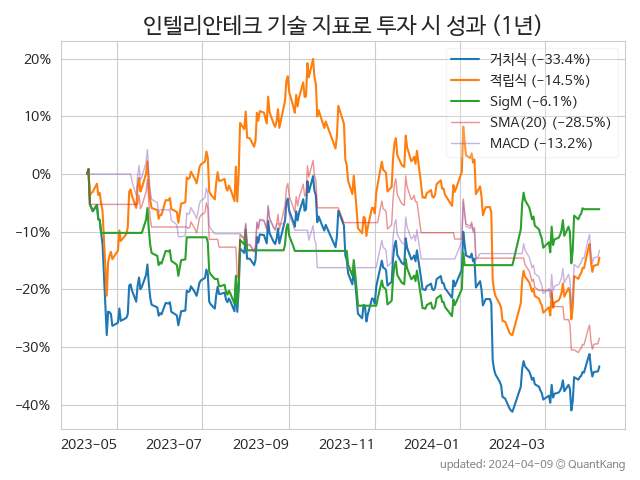 인텔리안테크 기술 지표로 투자 시 성과 (1년)
거치식 (−33.4%)
적립식 (−14.5%)
SigM (−6.1%)
SMA(20) (−28.5%)
MACD (−13.2%)
20%
10%
0%
−10%
−20%
−30%
−40%
2023-05 2023-07 2023-09 2023-11 2024-01 2024-03
updated: 2024-04-09 © QuantKang